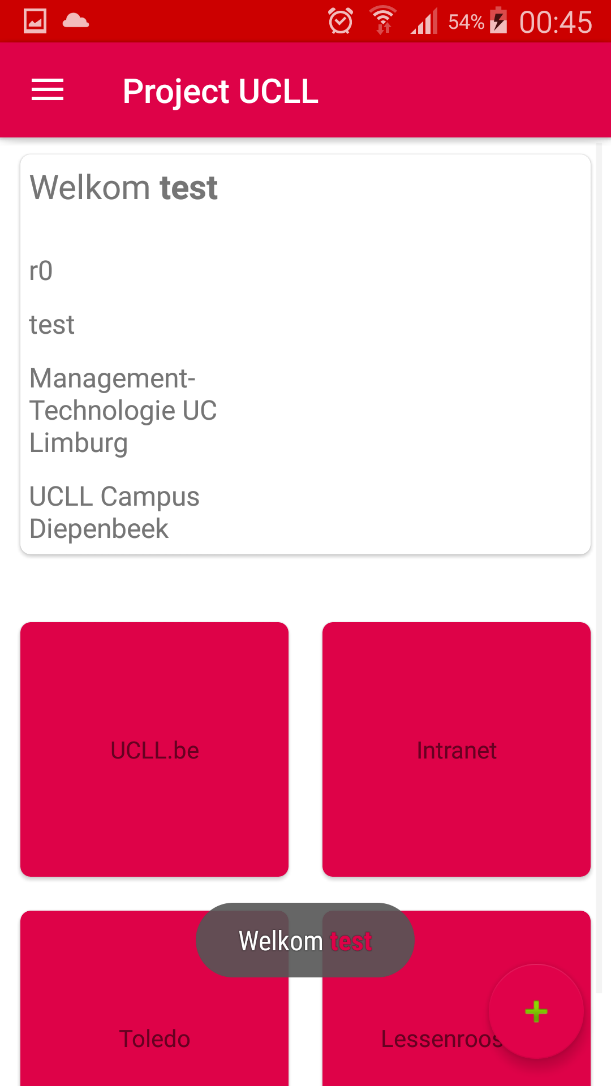 54% 00:45
Project UCLL
Welkom test
r0
test
Management-
Technologie UC
Limburg
UCLL Campus
Diepenbeek
UCLL.be
Intranet
Welkom test
Toledo
Lessenroos
+